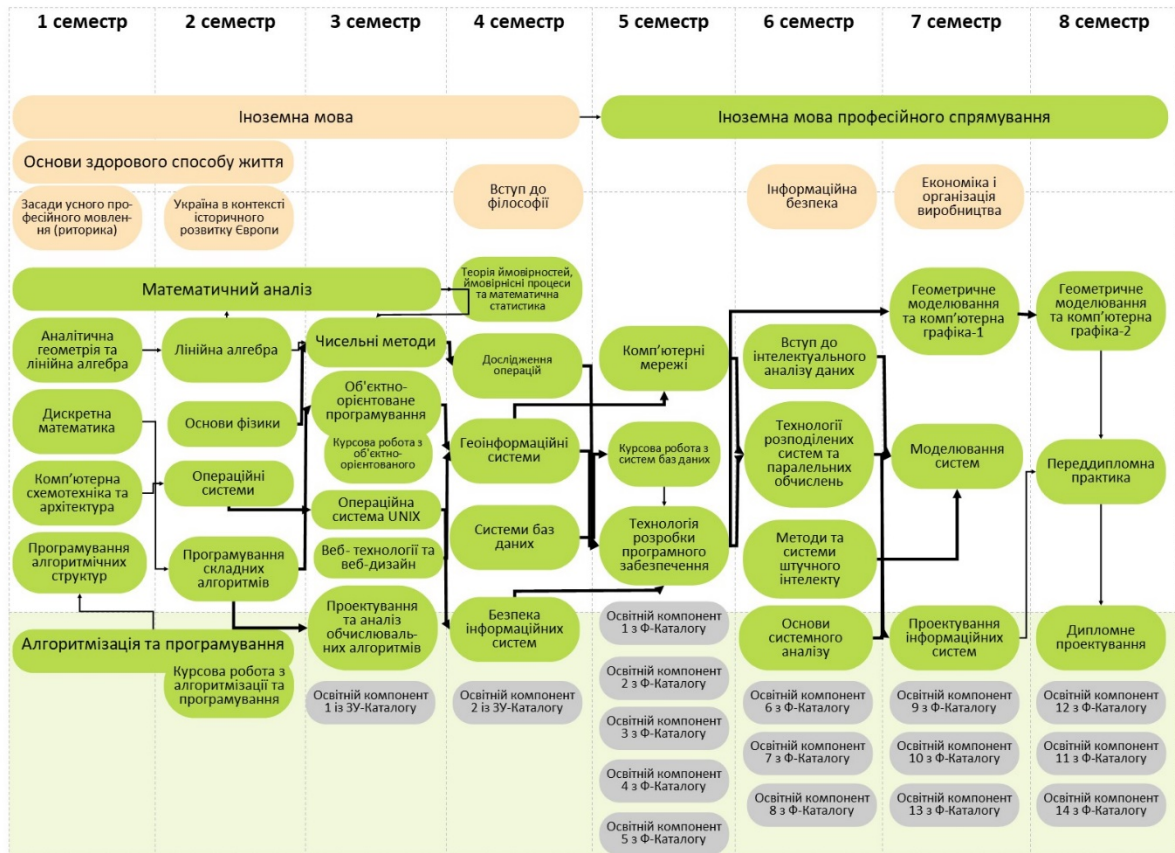 1 семестр
2 семестр
3 семестр
4 семестр
5 семестр
6 семестр
7 семестр
8 семестр
Іноземна мова
Іноземна мова професійного спрямування
Основи здорового способу життя
Засади усного про-
фесійного мовлен-
ня (риторика)
Україна в контексті
історичного
розвитку Європи
Вступ до
філософії
Інформаційна
безпека
Економіка і
організація
виробництва
Математичний аналіз
Теорія ймовірностей,
ймовірнісні процеси
та математична
статистика
Геометричне
моделювання
та комп’ютерна
графіка-1
Геометричне
моделювання
та комп’ютерна
графіка-2
Аналітична
геометрія та
лінійна алгебра
Лінійна алгебра
Чисельні методи
Дослідження
операцій
Комп’ютерні
мережі
Вступ до
інтелектуального
аналізу даних
Дискретна
математика
Основи фізики
Об'єктно-
орієнтоване
програмування
Курсова робота з
об'єктно-
орієнтованого
Геоінформаційні
системи
Курсова робота з
систем баз даних
Технології
розподілених
систем та
паралельних
обчислень
Моделювання
систем
Переддипломна
практика
Комп’ютерна
схемотехніка та
архітектура
Операційні
системи
Операційна
система UNIX
Системи баз
даних
Технологія
розробки
програмного
забезпечення
Методи та
системи
штучного
інтелекту
Програмування
алгоритмічних
структур
Програмування
складних
алгоритмів
Веб- технології та
веб-дизайн
Проектування
та аналіз
обчислюваль-
них алгоритмів
Безпека
інформаційних
систем
Освітній компонент
1 з Ф-Каталогу
Основи
системного
аналізу
Проектування
інформаційних
систем
Дипломне
проектування
Алгоритмізація та програмування
Курсова робота з
алгоритмізації та
програмування
Освітній компонент
1 із ЗУ-Каталогу
Освітній компонент
2 із ЗУ-Каталогу
Освітній компонент
2 з Ф-Каталогу
Освітній компонент
6 з Ф-Каталогу
Освітній компонент
9 з Ф-Каталогу
Освітній компонент
12 з Ф-Каталогу
Освітній компонент
3 з Ф-Каталогу
Освітній компонент
7 з Ф-Каталогу
Освітній компонент
10 з Ф-Каталогу
Освітній компонент
11 з Ф-Каталогу
Освітній компонент
4 з Ф-Каталогу
Освітній компонент
8 з Ф-Каталогу
Освітній компонент
13 з Ф-Каталогу
Освітній компонент
14 з Ф-Каталогу
Освітній компонент
5 з Ф-Каталогу